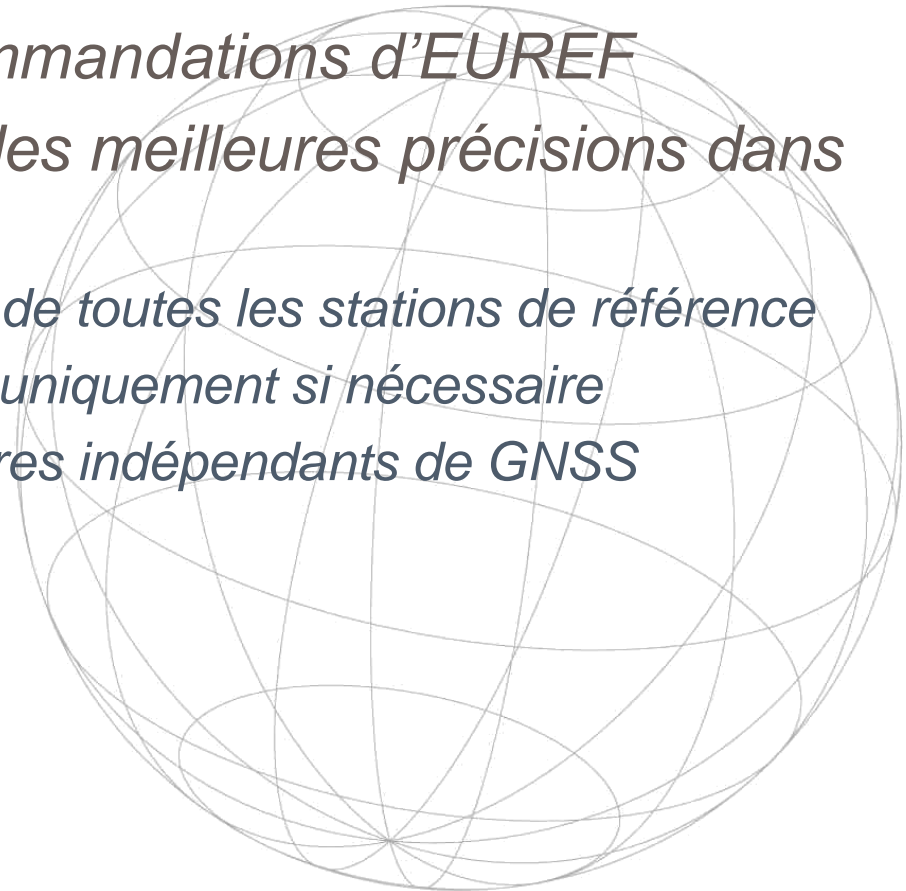 mmandations d’EUREF
les meilleures précisions dans
de toutes les stations de référence
uniquement si nécessaire
res indépendants de GNSS